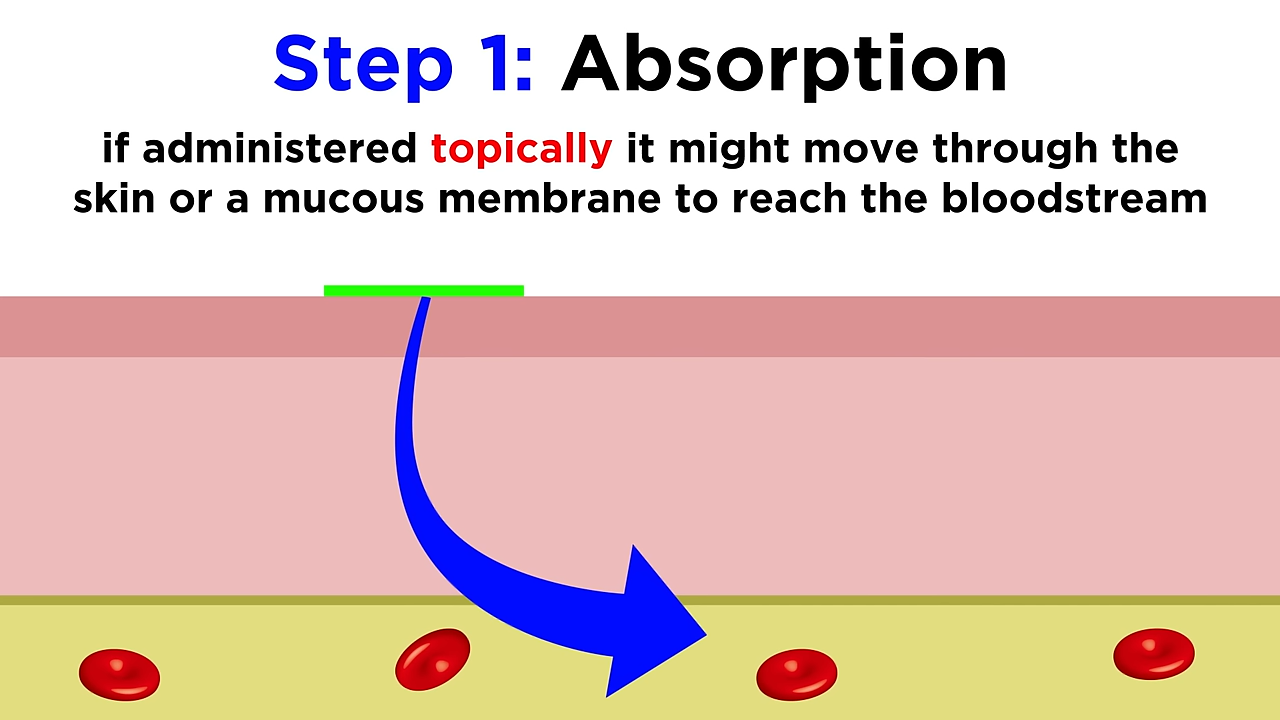 Step 1: Absorption
if administered topically it might move through the
skin or a mucous membrane to reach the bloodstream